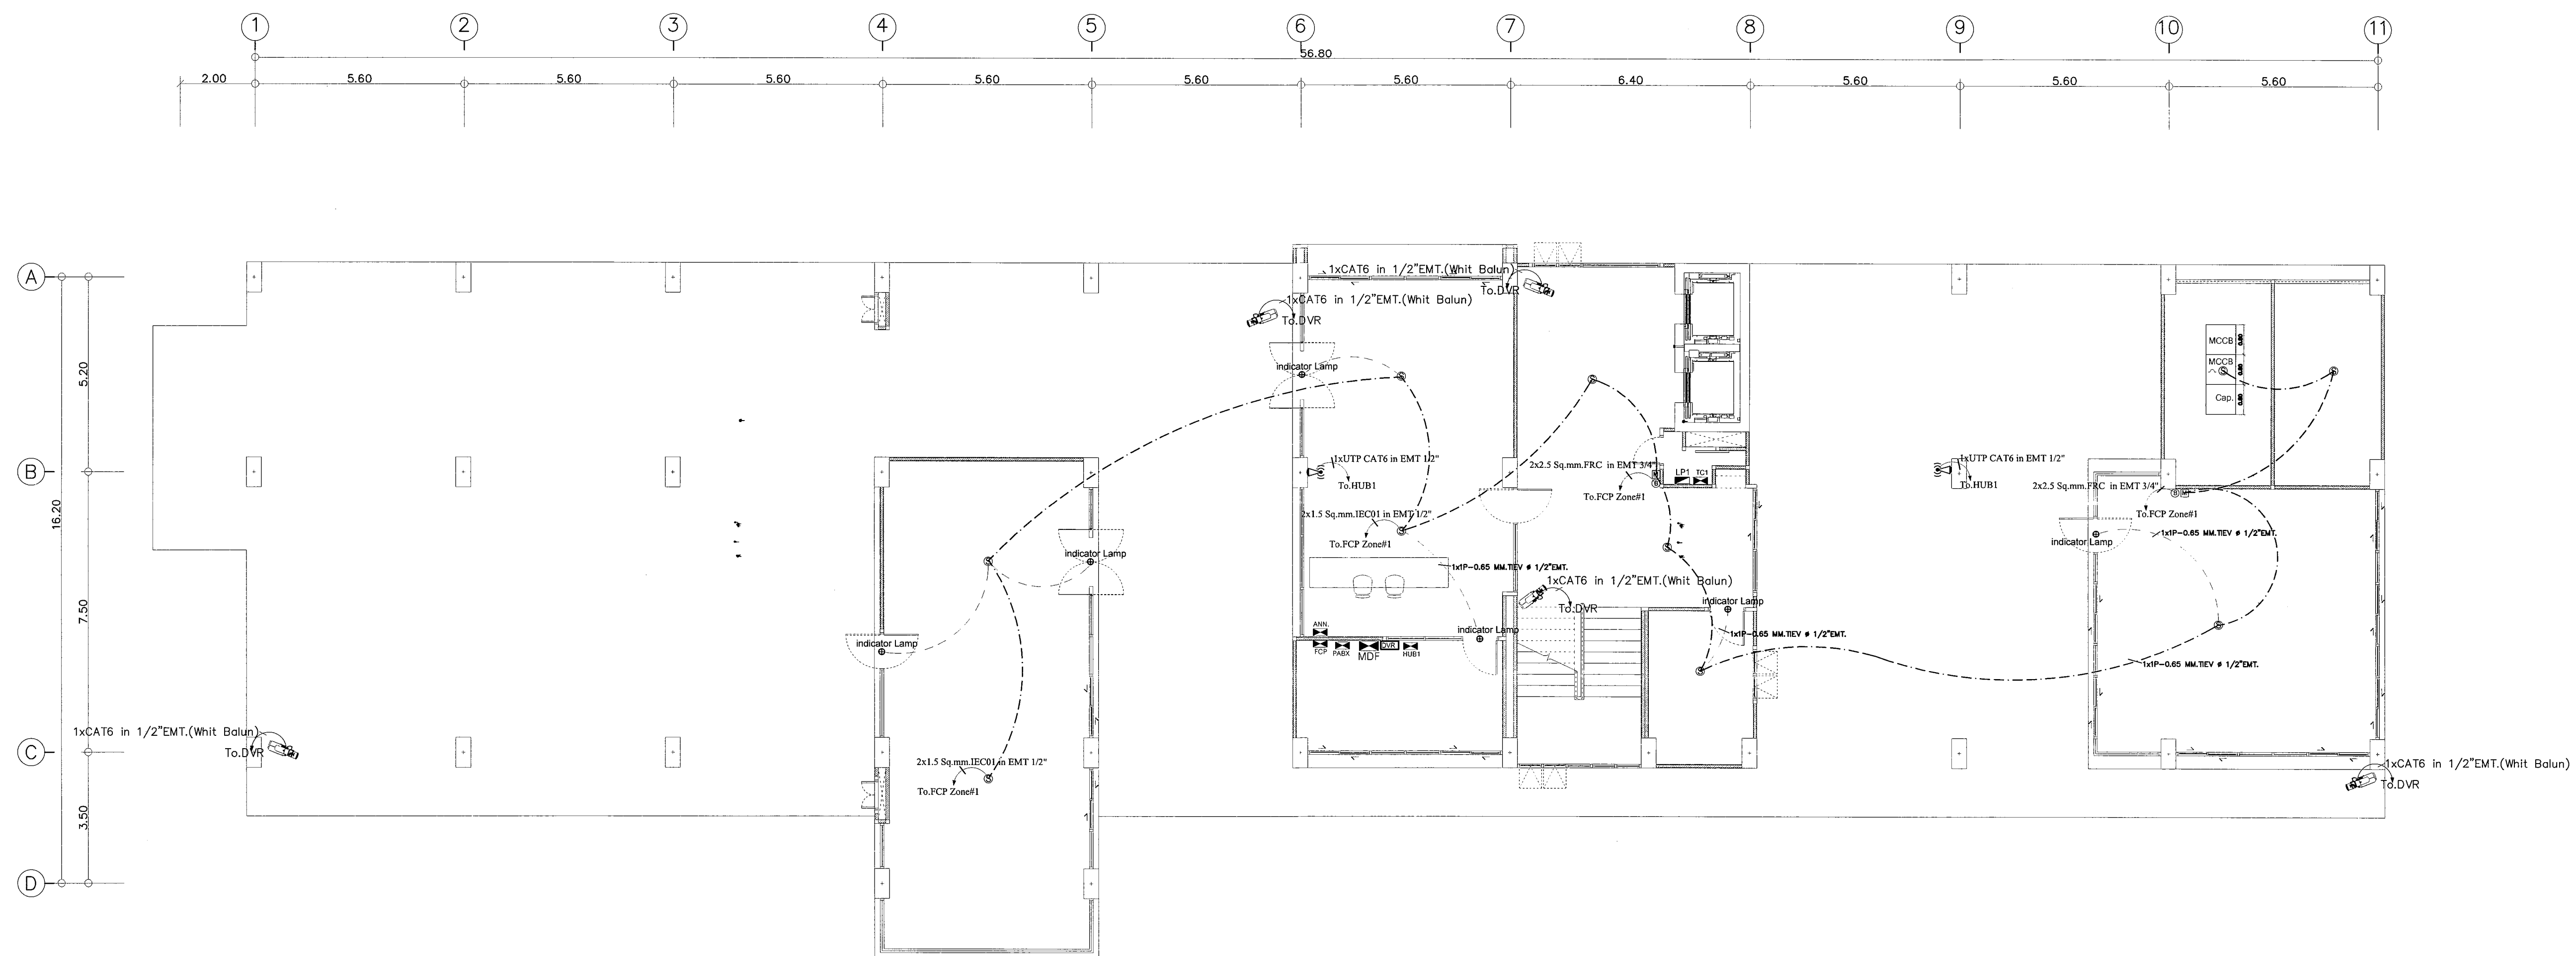 1 2 3 4 5 6 7 8 9 10 11
56.80
2.00 5.60 5.60 5.60 5.60 5.60 5.60 6.40 5.60 5.60 5.60
A
B
C
D
5.20
7.50
3.50
16.20
1xCAT6 in 1/2"EMT.(Whit Balun)
To.DVR
1xCAT6 in 1/2"EMT.(Whit Balun)
To.DVR
indicator Lamp
MCCB
0.80
MCCB
0.80
Cap.
0.80
1xUTP CAT6 in EMT 1/2"
To.HUB1
2x2.5 Sq.mm.FRC in EMT 3/4"
To.FCP Zone#1
LP1
TC1
1xUTP CAT6 in EMT 1/2"
To.HUB1
2x2.5 Sq.mm.FRC in EMT 3/4"
To.FCP Zone#1
2x1.5 Sq.mm.IEC01 in EMT 1/2"
To.FCP Zone#1
indicator Lamp
1x1P-0.65 MM.TIEV ø 1/2"EMT.
indicator Lamp
1x1P-0.65 MM.TIEV ø 1/2"EMT.
1xCAT6 in 1/2"EMT.(Whit Balun)
To.DVR
indicator Lamp
1x1P-0.65 MM.TIEV ø 1/2"EMT.
ANN.
FCP
PABX
MDF
DVR
HUB1
indicator Lamp
indicator Lamp
1x1P-0.65 MM.TIEV ø 1/2"EMT.
1xCAT6 in 1/2"EMT.(Whit Balun)
To.DVR
2x1.5 Sq.mm.IEC01 in EMT 1/2"
To.FCP Zone#1
1xCAT6 in 1/2"EMT.(Whit Balun)
To.DVR
S
S
S
S
S
S
S
S
S
S
S
B
B
M